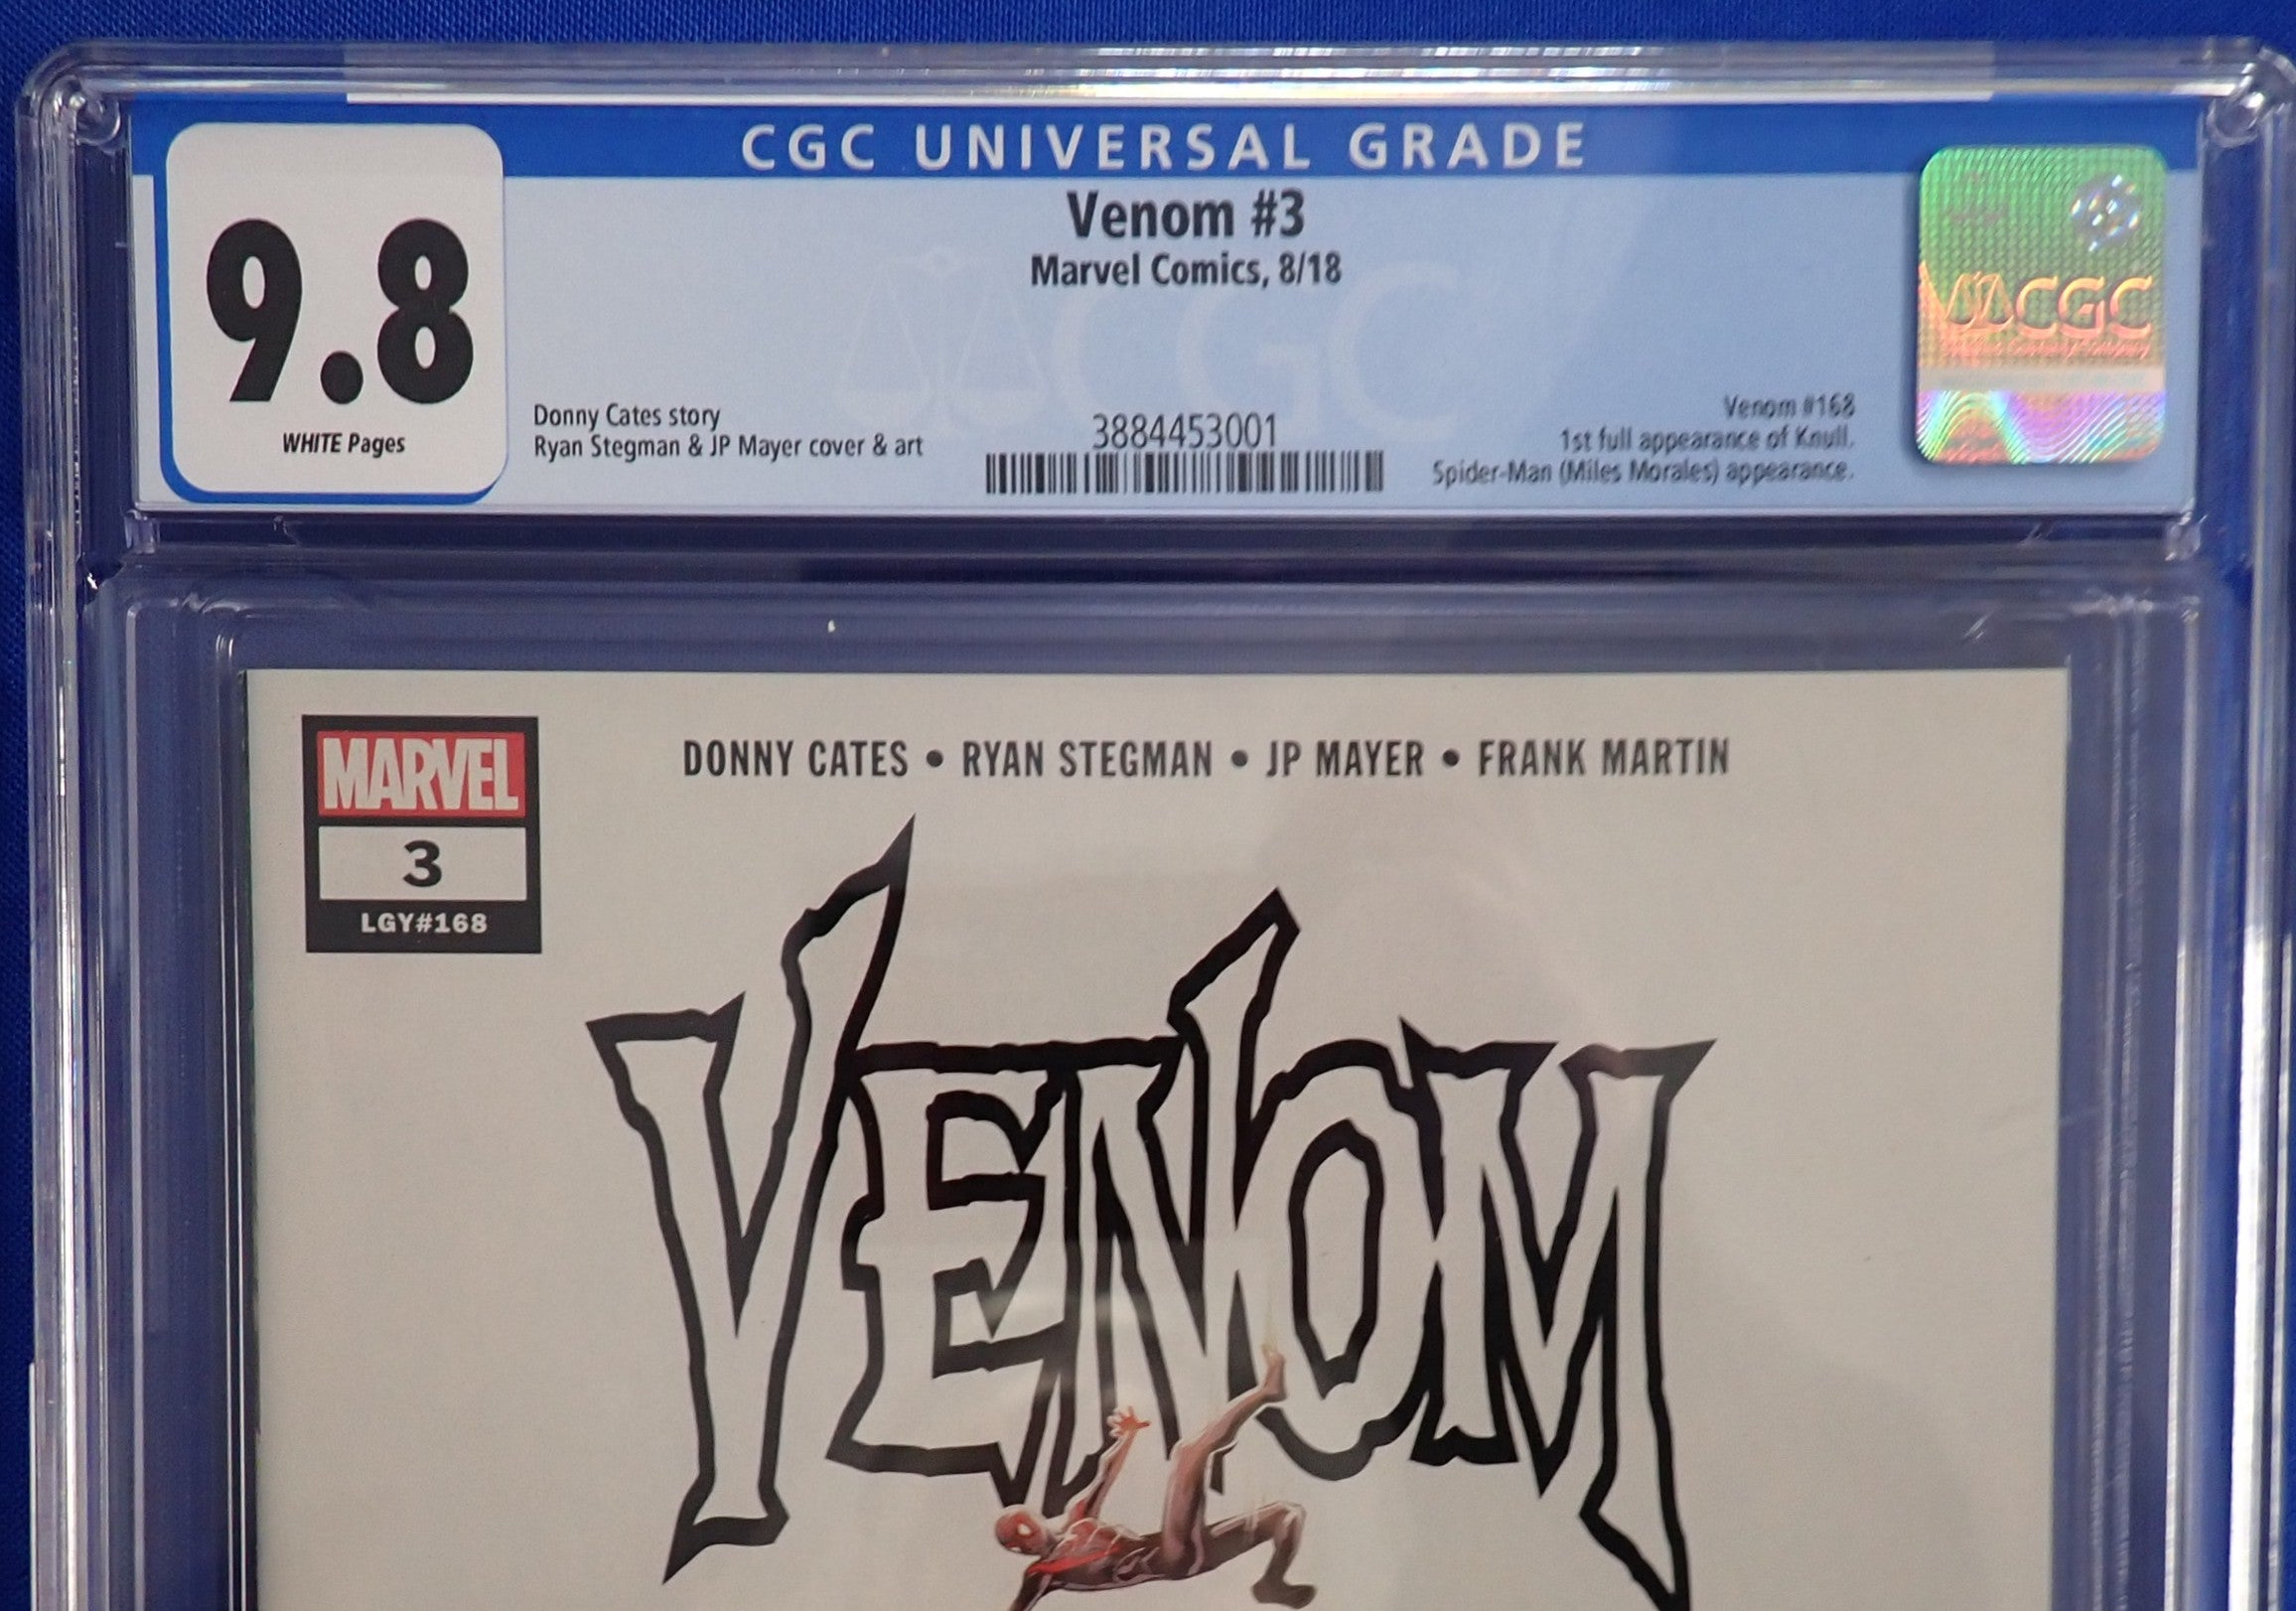 CGC UNIVERSAL GRADE
9.8
WHITE Pages
Venom #3
Marvel Comics, 8/18
Donny Cates story
Ryan Stegman & JP Mayer cover & art
3884453001
Venom #168
1st full appearance of Knull.
Spider-Man (Miles Morales) appearance.
CGC
CGC
MARVEL
3
LGY#168
DONNY CATES • RYAN STEGMAN • JP MAYER • FRANK MARTIN
VENOM